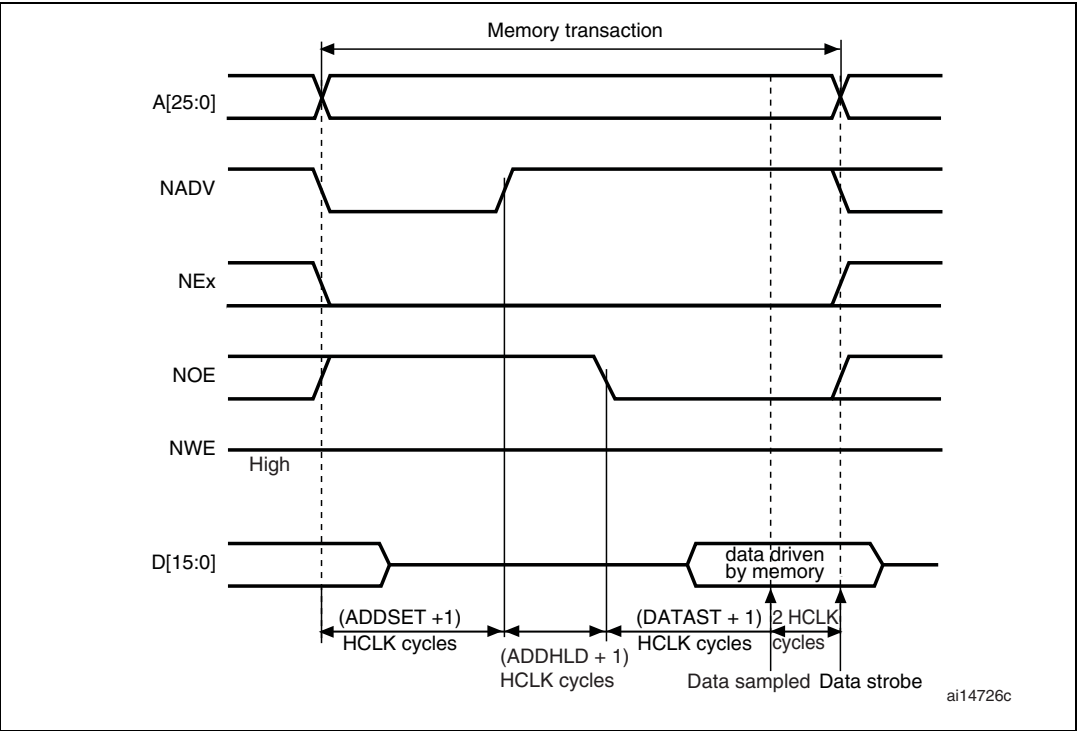 Memory transaction
A[25:0]
NADV
NEx
NOE
NWE
High
D[15:0]
data driven
by memory
(ADDSET +1)
HCLK cycles
(ADDHLD + 1)
HCLK cycles
(DATAST + 1)
HCLK cycles
2 HCLK
cycles
Data sampled
Data strobe
ai14726c